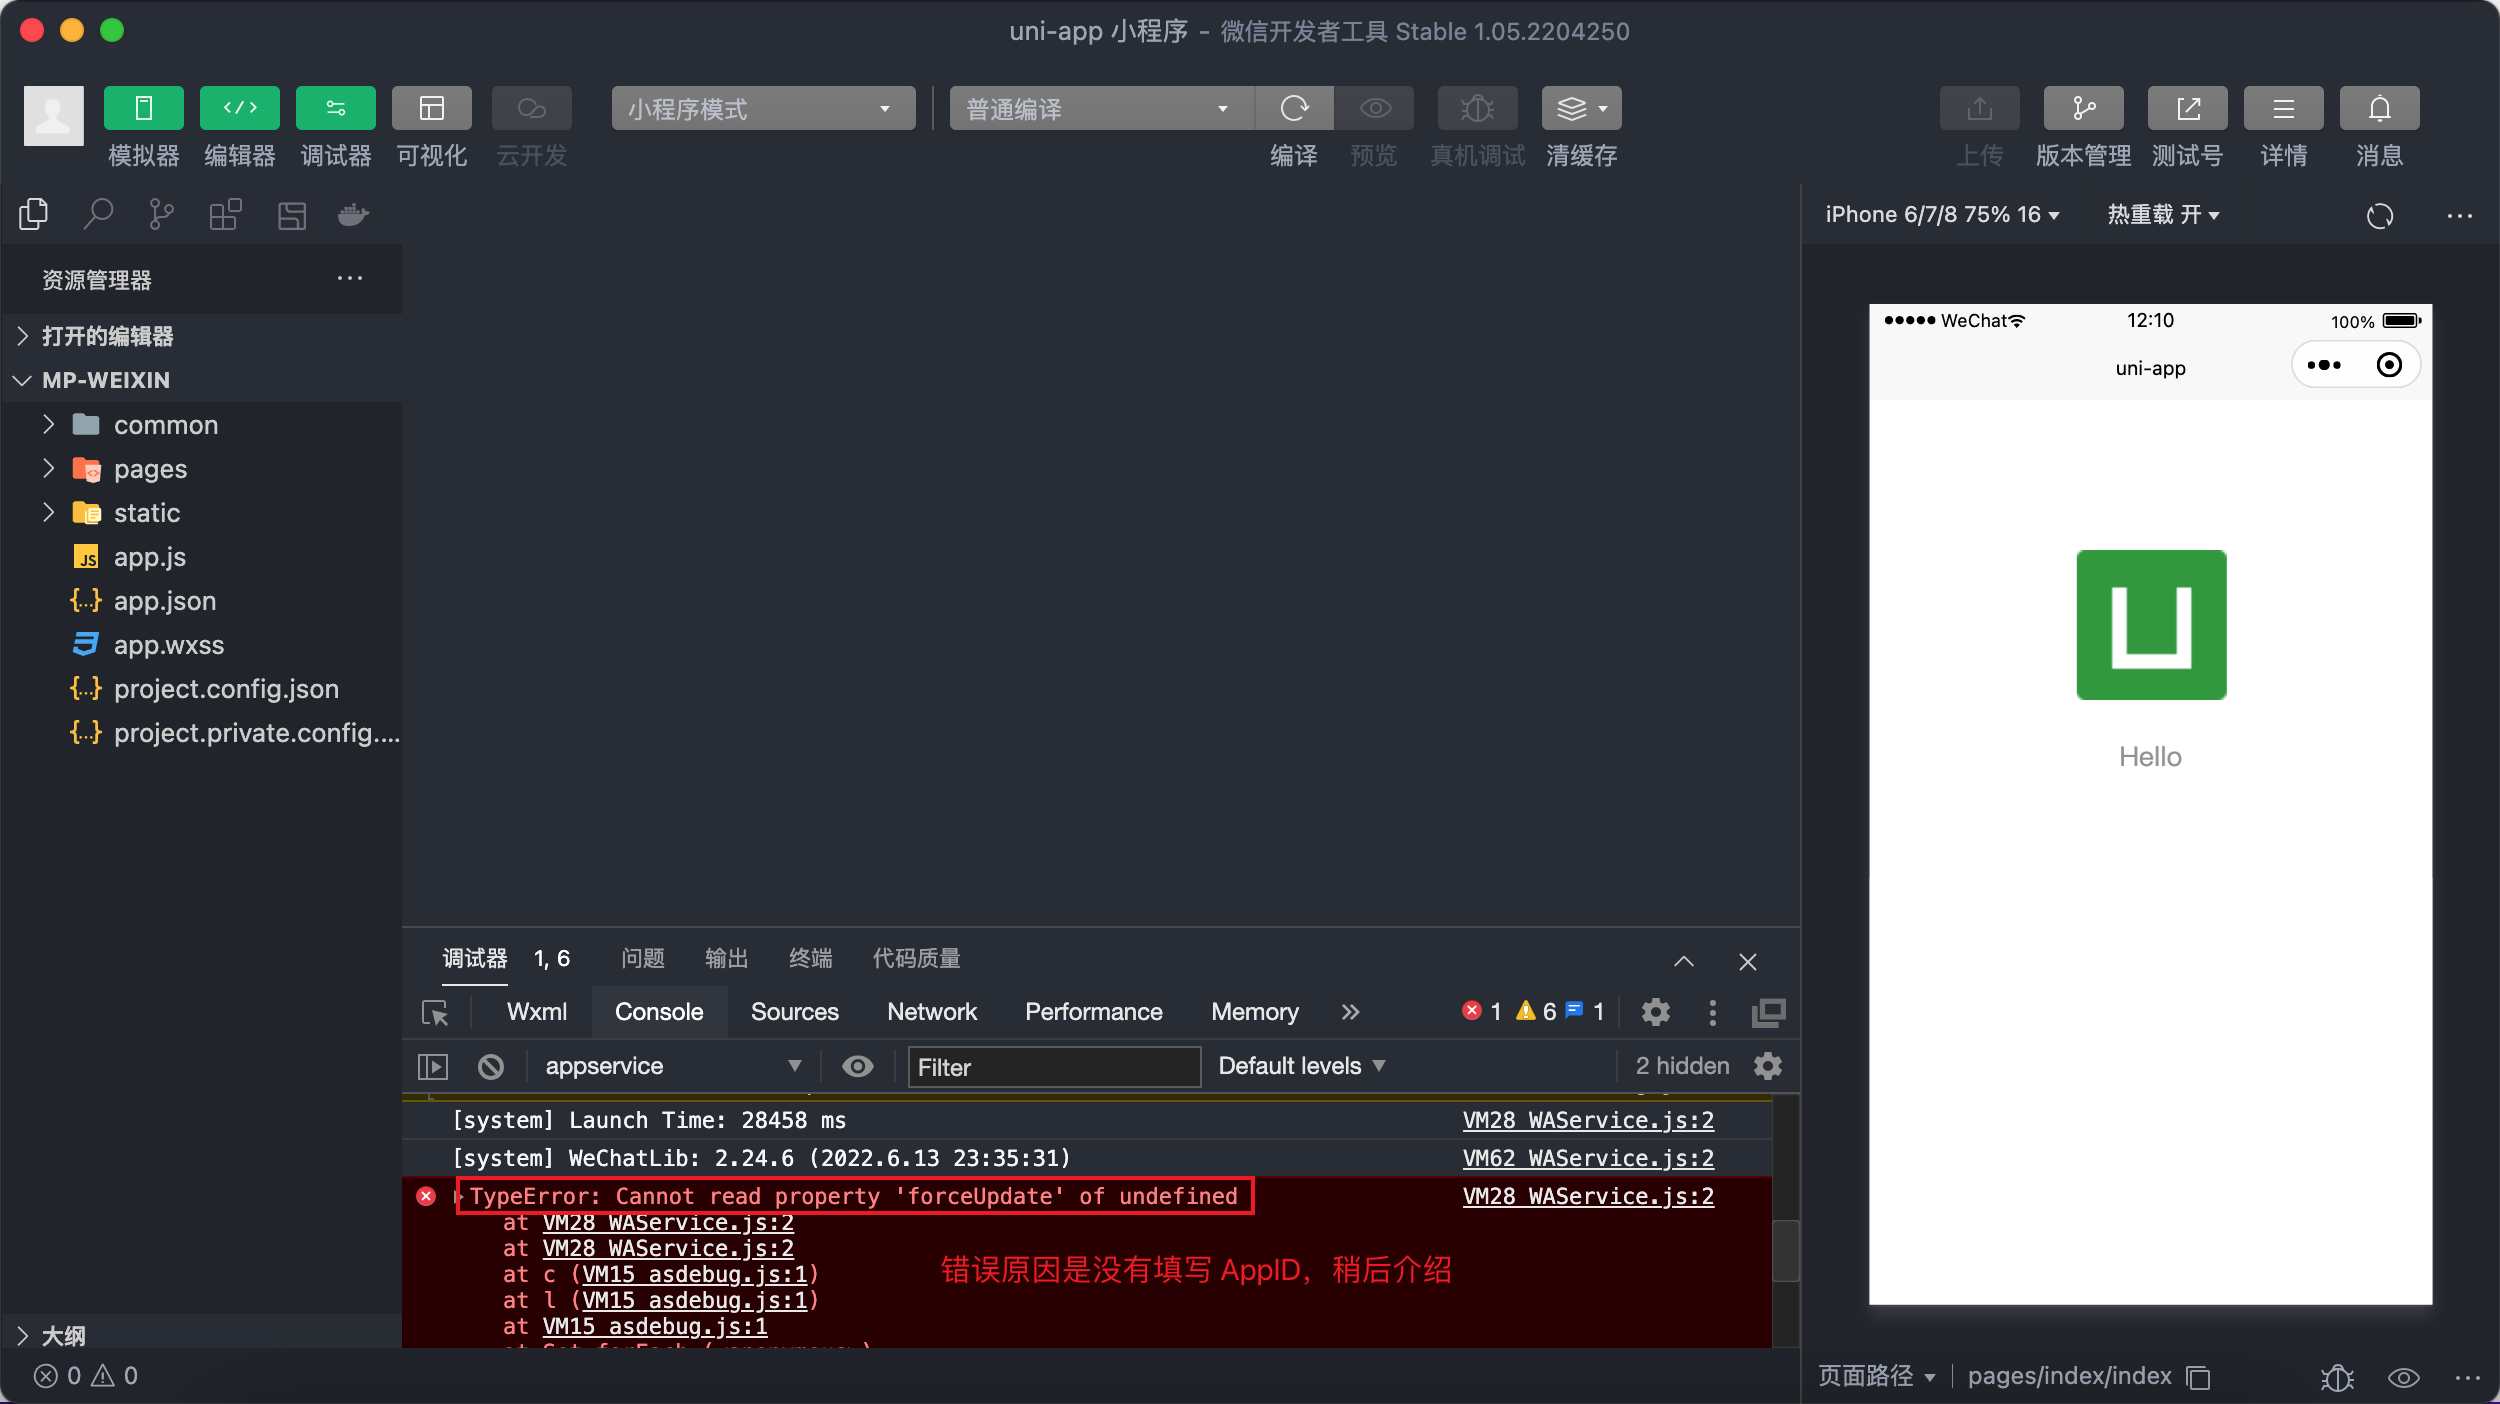 uni-app 小程序 - 微信开发者工具 Stable 1.05.2204250
小程序模式
普通编译
模拟器 编辑器 调试器 可视化 云开发 编译 预览 真机调试 清缓存 上传 版本管理 测试号 详情 消息
iPhone 6/7/8 75% 16 热重载 开
资源管理器
打开的编辑器
MP-WEIXIN
common
pages
static
JS app.js
{...} app.json
app.wxss
{...} project.config.json
{...} project.private.config....
大纲
0 0
WeChat 12:10 100%
uni-app
Hello
调试器 1, 6 问题 输出 终端 代码质量
Wxml Console Sources Network Performance Memory 1 6 1
appservice Filter Default levels 2 hidden
[system] Launch Time: 28458 ms VM28 WAService.js:2
[system] WeChatLib: 2.24.6 (2022.6.13 23:35:31) VM62 WAService.js:2
TypeError: Cannot read property 'forceUpdate' of undefined VM28 WAService.js:2
at VM28 WAService.js:2
at VM28 WAService.js:2
at c (VM15 asdebug.js:1)
at l (VM15 asdebug.js:1)
at VM15 asdebug.js:1
错误原因是没有填写 AppID，稍后介绍
页面路径 pages/index/index